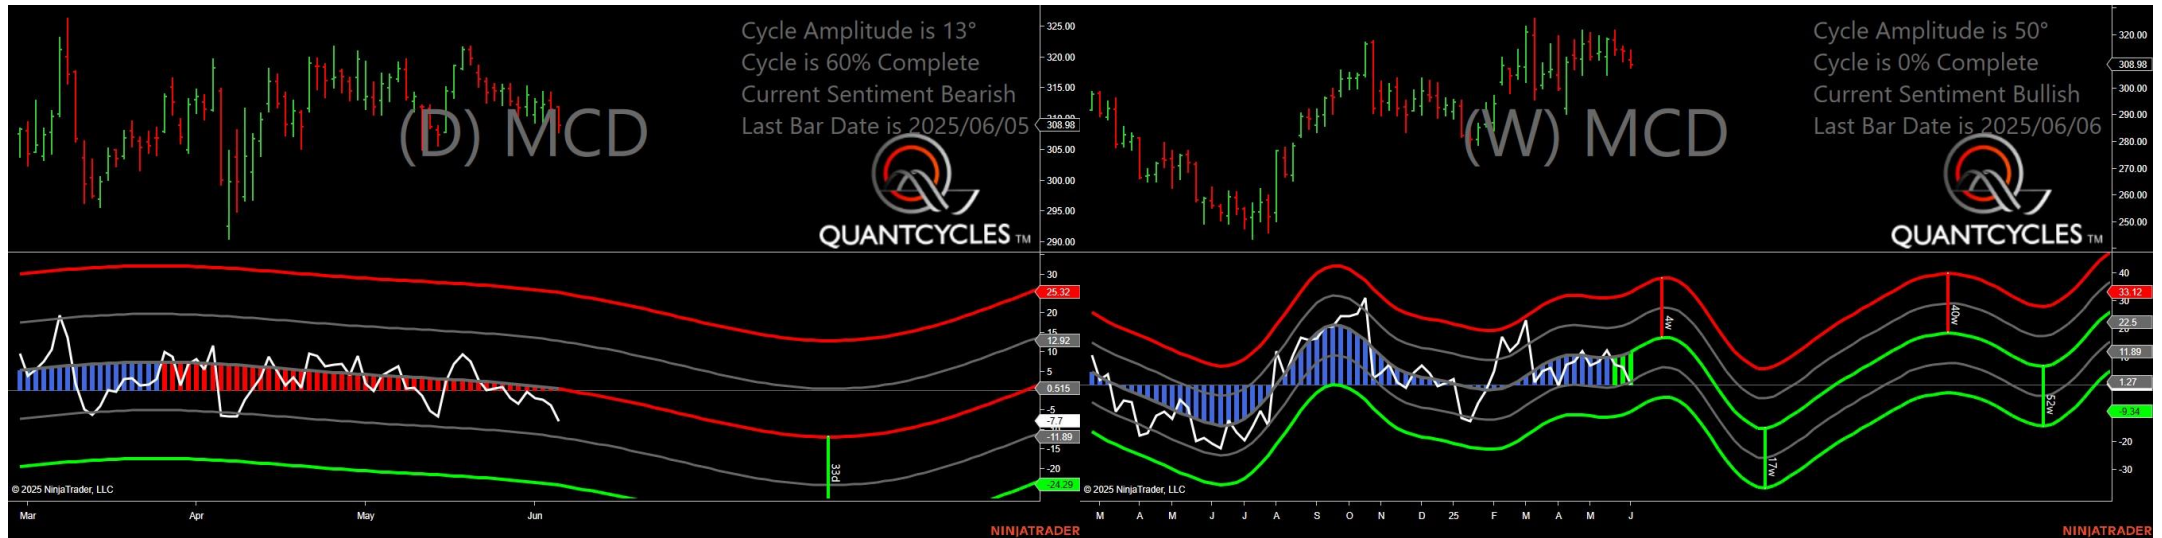 Cycle Amplitude is 13°
Cycle is 60% Complete
Current Sentiment Bearish
Last Bar Date is 2025/06/05
(D) MCD
QUANTCYCLES TM
325.00
320.00
315.00
308.98
305.00
300.00
295.00
290.00
30
25.32
20
12.92
10
0.515
-5
-7.7
-11.89
-15
-20
-24.29
33d
© 2025 NinjaTrader, LLC
Mar Apr May Jun
NINJATRADER
Cycle Amplitude is 50°
Cycle is 0% Complete
Current Sentiment Bullish
Last Bar Date is 2025/06/06
(W) MCD
QUANTCYCLES TM
320.00
308.98
300.00
290.00
280.00
270.00
260.00
250.00
40
33.12
30
22.5
11.89
1.27
-9.34
-20
-30
4w
17w
40w
52w
© 2025 NinjaTrader, LLC
M A M J J A S O N D 25 F M A M J
NINJATRADER